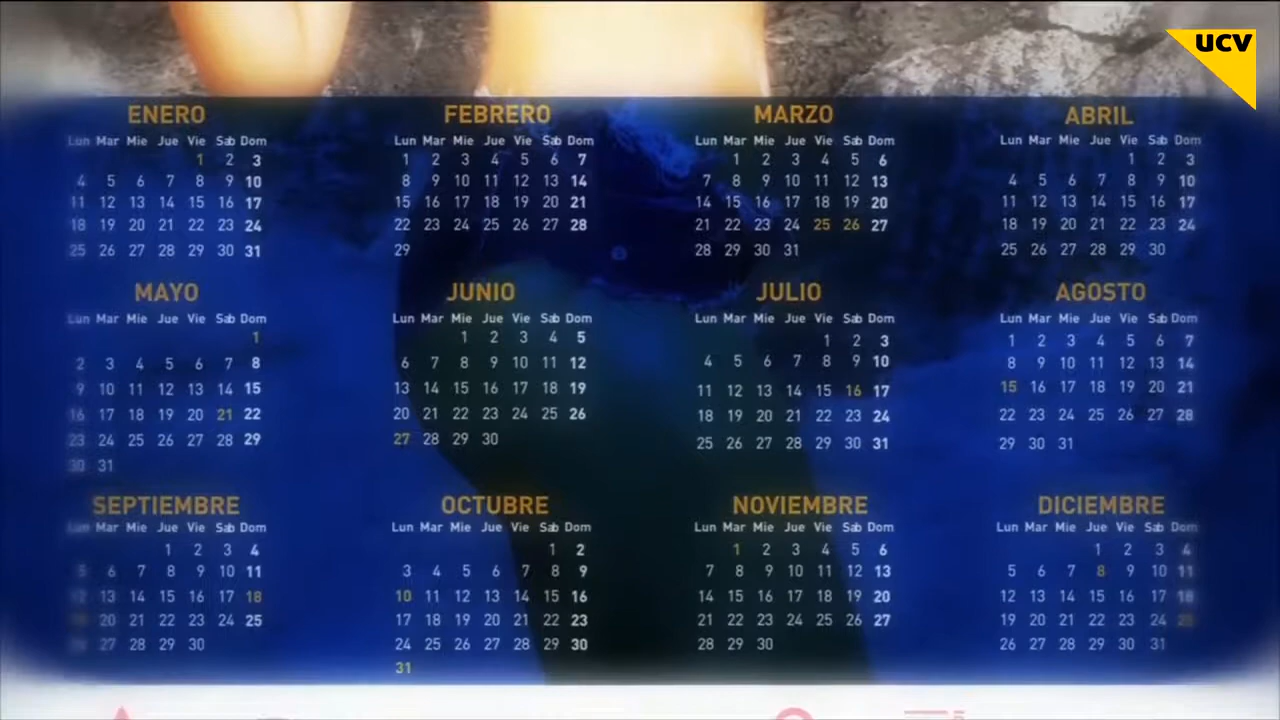 UCV
ENERO FEBRERO MARZO ABRIL
Lun Mar Mie Jue Vie Sab Dom Lun Mar Mie Jue Vie Sab Dom Lun Mar Mie Jue Vie Sab Dom Lun Mar Mie Jue Vie Sab Dom
1 2 3 1 2 3 4 5 6 7 1 2 3 4 5 6 1 2 3
4 5 6 7 8 9 10 8 9 10 11 12 13 14 7 8 9 10 11 12 13 4 5 6 7 8 9 10
11 12 13 14 15 16 17 15 16 17 18 19 20 21 14 15 16 17 18 19 20 11 12 13 14 15 16 17
18 19 20 21 22 23 24 22 23 24 25 26 27 28 21 22 23 24 25 26 27 18 19 20 21 22 23 24
25 26 27 28 29 30 31 29 28 29 30 31 25 26 27 28 29 30
MAYO JUNIO JULIO AGOSTO
Lun Mar Mie Jue Vie Sab Dom Lun Mar Mie Jue Vie Sab Dom Lun Mar Mie Jue Vie Sab Dom Lun Mar Mie Jue Vie Sab Dom
1 1 2 3 4 5 1 2 3 1 2 3 4 5 6 7
2 3 4 5 6 7 8 6 7 8 9 10 11 12 4 5 6 7 8 9 10 8 9 10 11 12 13 14
9 10 11 12 13 14 15 13 14 15 16 17 18 19 11 12 13 14 15 16 17 15 16 17 18 19 20 21
16 17 18 19 20 21 22 20 21 22 23 24 25 26 18 19 20 21 22 23 24 22 23 24 25 26 27 28
23 24 25 26 27 28 29 27 28 29 30 25 26 27 28 29 30 31 29 30 31
30 31
SEPTIEMBRE OCTUBRE NOVIEMBRE DICIEMBRE
Lun Mar Mie Jue Vie Sab Dom Lun Mar Mie Jue Vie Sab Dom Lun Mar Mie Jue Vie Sab Dom Lun Mar Mie Jue Vie Sab Dom
1 2 3 4 1 2 1 2 3 4 5 6 1 2 3 4
5 6 7 8 9 10 11 3 4 5 6 7 8 9 7 8 9 10 11 12 13 5 6 7 8 9 10 11
12 13 14 15 16 17 18 10 11 12 13 14 15 16 14 15 16 17 18 19 20 12 13 14 15 16 17 18
20 21 22 23 24 25 17 18 19 20 21 22 23 21 22 23 24 25 26 27 19 20 21 22 23 24 25
26 27 28 29 30 24 25 26 27 28 29 30 28 29 30 26 27 28 29 30 31
31